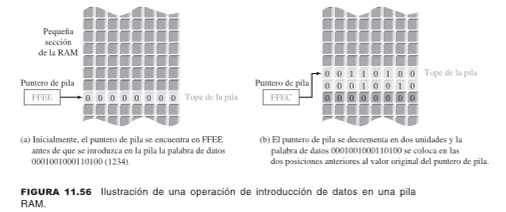 Pequeña
sección
de la RAM
Puntero de pila
FFEE
0 0 0 0 0 0 0 0
Tope de la pila
Puntero de pila
FFEC
0 0 1 1 0 1 0 0
Tope de la pila
0 0 0 1 0 0 1 0
0 0 0 0 0 0 0 0
(a) Inicialmente, el puntero de pila se encuentra en FFEE
antes de que se inroduzca en la pila la palabra de datos
0001001000110100 (1234).
(b) El puntero de pila se decrementa en dos unidades y la
palabra de datos 0001001000110100 se coloca en las
dos posiciones anteriores al valor original del puntero de pila.
FIGURA 11.56 Ilustración de una operación de introducción de datos en una pila
RAM.